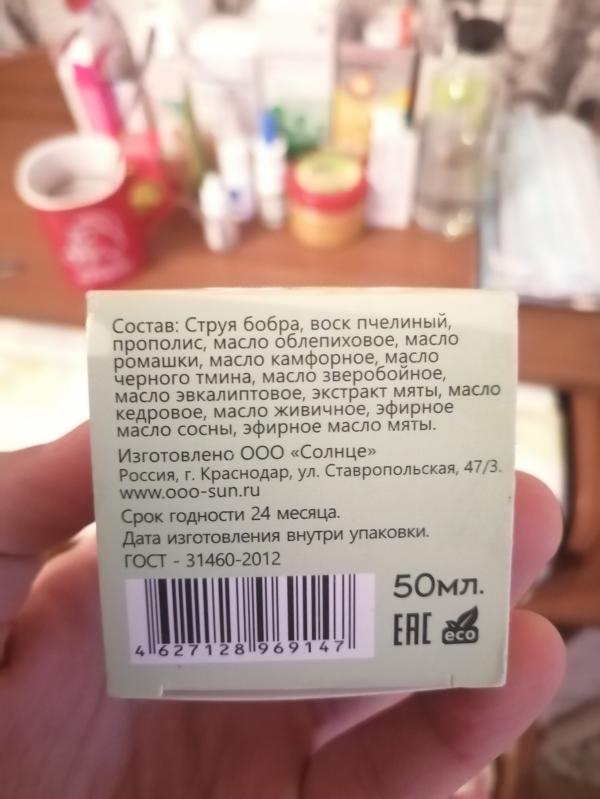 Состав: Струя бобра, воск пчелиный,
прополис, масло облепиховое, масло
ромашки, масло камфорное, масло
черного тмина, масло зверобойное,
масло эвкалиптовое, экстракт мяты, масло
кедровое, масло живичное, эфирное
масло сосны, эфирное масло мяты.
Изготовлено ООО «Солнце»
Россия, г. Краснодар, ул. Ставропольская, 47/3.
www.ooo-sun.ru
Срок годности 24 месяца.
Дата изготовления внутри упаковки.
ГОСТ - 31460-2012
50мл.
EAC eco
4 627128 969147